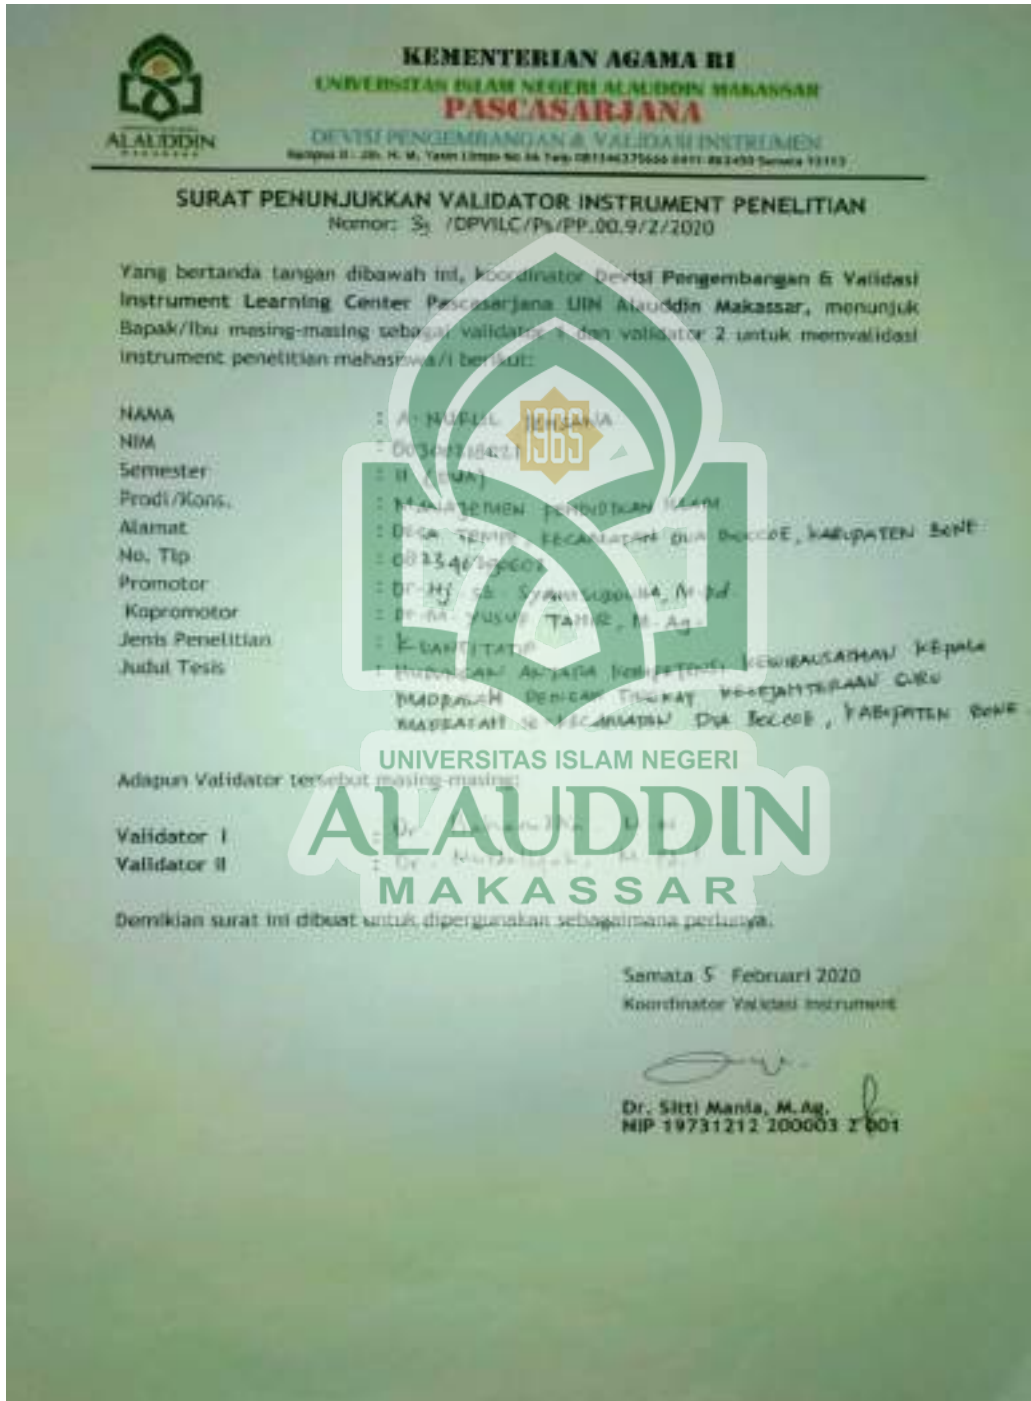 KEMENTERIAN AGAMA RI
UNIVERSITAS ISLAM NEGERI ALAUDDIN MAKASSAR
PASCASARJANA
DEVISI PENGEMBANGAN & VALIDASI INSTRUMEN
ALAUDDIN
MAKASSAR
SURAT PENUNJUKKAN VALIDATOR INSTRUMENT PENELITIAN
Nomor: /DPVILC/Ps/PP.00.9/2/2020
Yang bertanda tangan dibawah ini, koordinator Devisi Pengembangan & Validasi
Instrument Learning Center Pascasarjana UIN Alauddin Makassar, menunjuk
Bapak/Ibu masing-masing sebagai validator 1 dan validator 2 untuk memvalidasi
instrument penelitian mahasiswa/i berikut:
NAMA : A. NURUL
NIM :
Semester : II (DUA)
Prodi/Kons. : MANAJEMEN PENDIDIKAN ISLAM
Alamat : DESA KECAMATAN DUA BOCCOE, KABUPATEN BONE
No. Tlp :
Promotor : Dr. Hj. St. SYAMSUDDUHA, M.Pd.
Kopromotor : Dr. M. YUSUF TAHIR, M.Ag.
Jenis Penelitian : KUANTITATIF
Judul Tesis : HUBUNGAN ANTARA KOMPETENSI KEWIRAUSAHAAN KEPALA
MADRASAH DENGAN TINGKAT KESEJAHTERAAN GURU
MADRASAH SE-KECAMATAN DUA BOCCOE, KABUPATEN BONE.
1965
UNIVERSITAS ISLAM NEGERI
ALAUDDIN
MAKASSAR
Adapun Validator tersebut masing-masing:
Validator I : Dr.
Validator II : Dr.
Demikian surat ini dibuat untuk dipergunakan sebagaimana perlunya.
Samata 5 Februari 2020
Koordinator Validasi Instrument
Dr. Sitti Mania, M.Ag.
NIP 19731212 200003 2 001